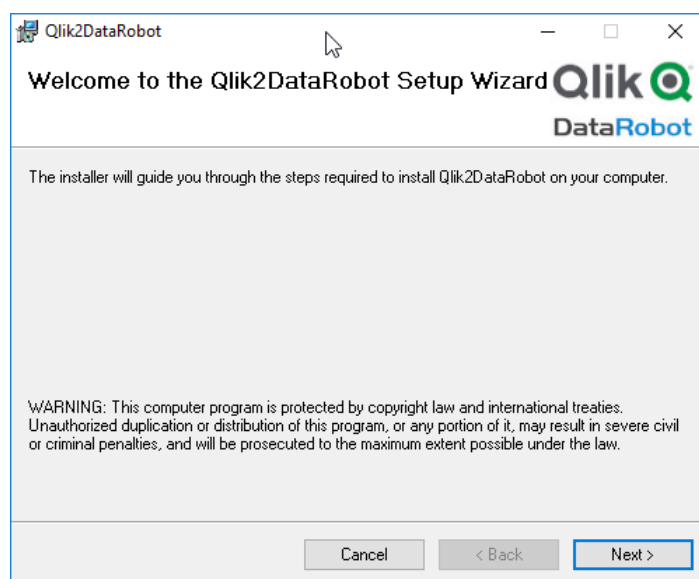 Qlik2DataRobot
Welcome to the Qlik2DataRobot Setup Wizard
Qlik
DataRobot
The installer will guide you through the steps required to install Qlik2DataRobot on your computer.
WARNING: This computer program is protected by copyright law and international treaties.
Unauthorized duplication or distribution of this program, or any portion of it, may result in severe civil
or criminal penalties, and will be prosecuted to the maximum extent possible under the law.
Cancel
< Back
Next >